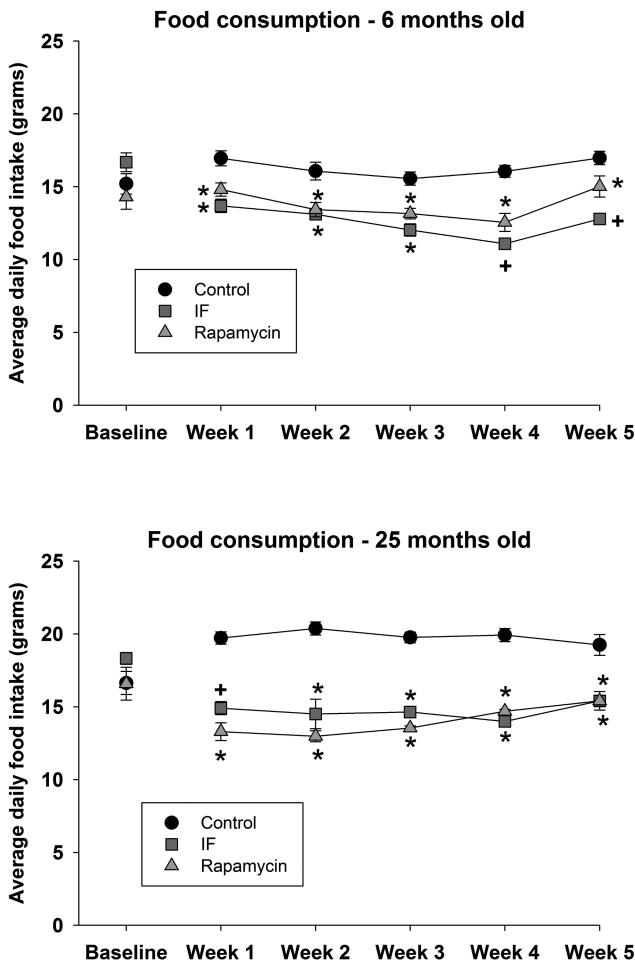 Food consumption - 6 months old
Average daily food intake (grams)
25
20
15
10
5
0
* * * * *
* * * + +
Control
IF
Rapamycin
Baseline Week 1 Week 2 Week 3 Week 4 Week 5
Food consumption - 25 months old
Average daily food intake (grams)
25
20
15
10
5
0
+ * * * *
* * * * *
Control
IF
Rapamycin
Baseline Week 1 Week 2 Week 3 Week 4 Week 5